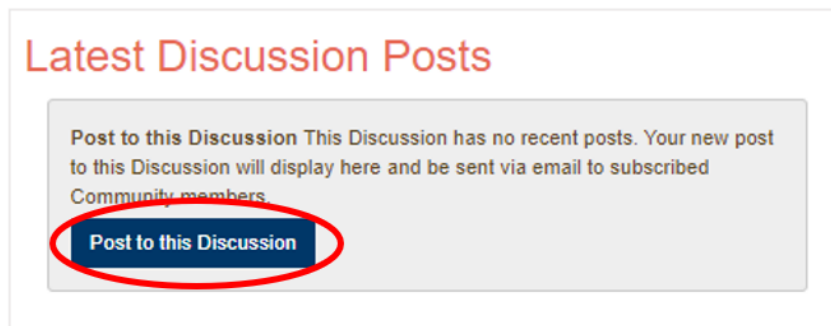 Latest Discussion Posts
Post to this Discussion This Discussion has no recent posts. Your new post
to this Discussion will display here and be sent via email to subscribed
Community members.
Post to this Discussion